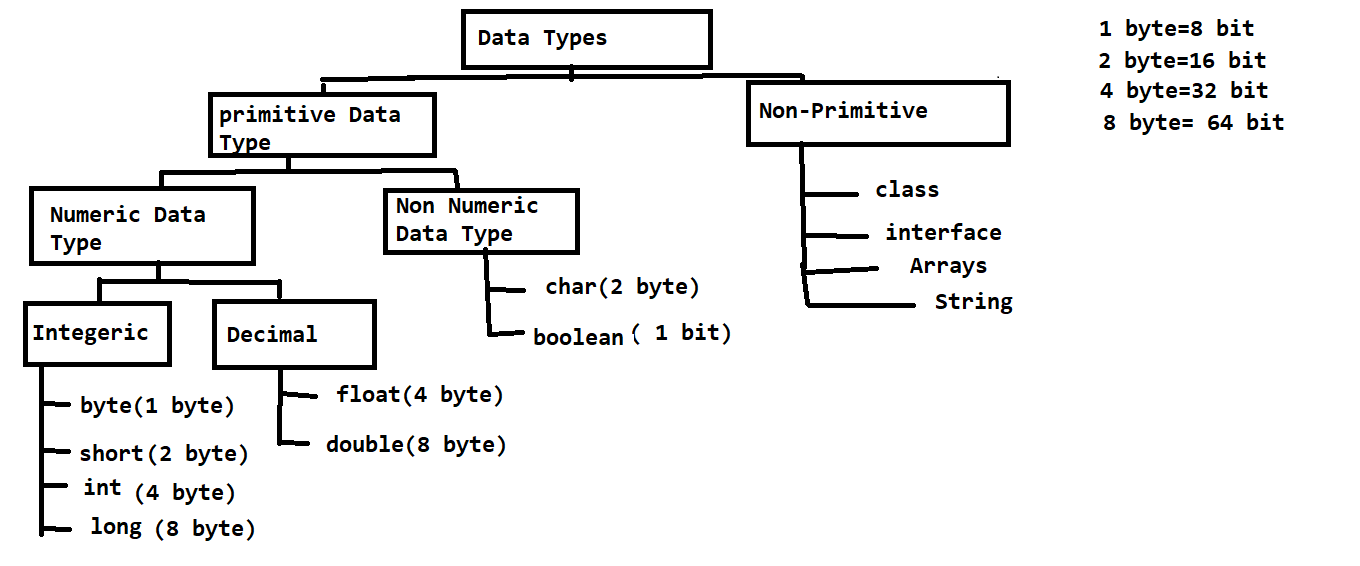 Data Types
1 byte=8 bit
2 byte=16 bit
4 byte=32 bit
8 byte= 64 bit
primitive Data
Type
Non-Primitive
Numeric Data
Type
Non Numeric
Data Type
class
interface
Arrays
String
char(2 byte)
boolean ( 1 bit)
Integeric
Decimal
byte(1 byte)
short(2 byte)
int (4 byte)
long (8 byte)
float(4 byte)
double(8 byte)